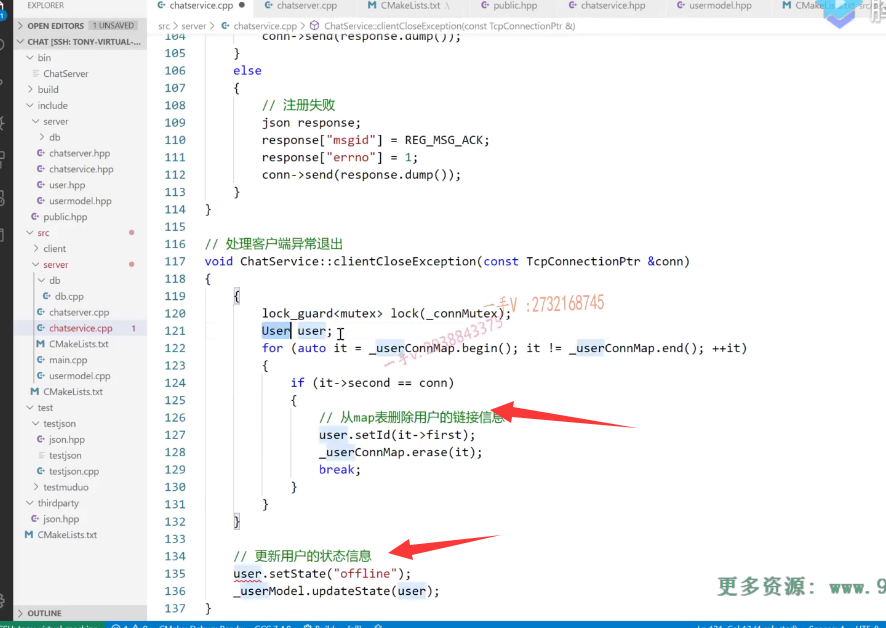 EXPLORER
chatservice.cpp
chatserver.cpp
CMakeLists.txt
public.hpp
chatservice.hpp
usermodel.hpp
OPEN EDITORS 1 UNSAVED
src > server > chatservice.cpp > ChatService::clientCloseException(const TcpConnectionPtr &)
CHAT [SSH: TONY-VIRTUAL-...
bin
ChatServer
build
include
server
db
chatserver.hpp
chatservice.hpp
user.hpp
usermodel.hpp
public.hpp
src
client
server
db
db.cpp
chatserver.cpp
chatservice.cpp 1
CMakeLists.txt
main.cpp
usermodel.cpp
CMakeLists.txt
test
testjson
json.hpp
testjson
testjson.cpp
testmuduo
thirdparty
json.hpp
CMakeLists.txt
OUTLINE
104 conn->send(response.dump());
105 }
106 else
107 {
108 // 注册失败
109 json response;
110 response["msgid"] = REG_MSG_ACK;
111 response["errno"] = 1;
112 conn->send(response.dump());
113 }
114 }
115
116 // 处理客户端异常退出
117 void ChatService::clientCloseException(const TcpConnectionPtr &conn)
118 {
119 {
120 lock_guard<mutex> lock(_connMutex);
121 User user;
122 for (auto it = _userConnMap.begin(); it != _userConnMap.end(); ++it)
123 {
124 if (it->second == conn)
125 {
126 // 从map表删除用户的链接信息
127 user.setId(it->first);
128 _userConnMap.erase(it);
129 break;
130 }
131 }
132 }
133
134 // 更新用户的状态信息
135 user.setState("offline");
136 _userModel.updateState(user);
137 }
一手V :2732168745
更多资源: www.9